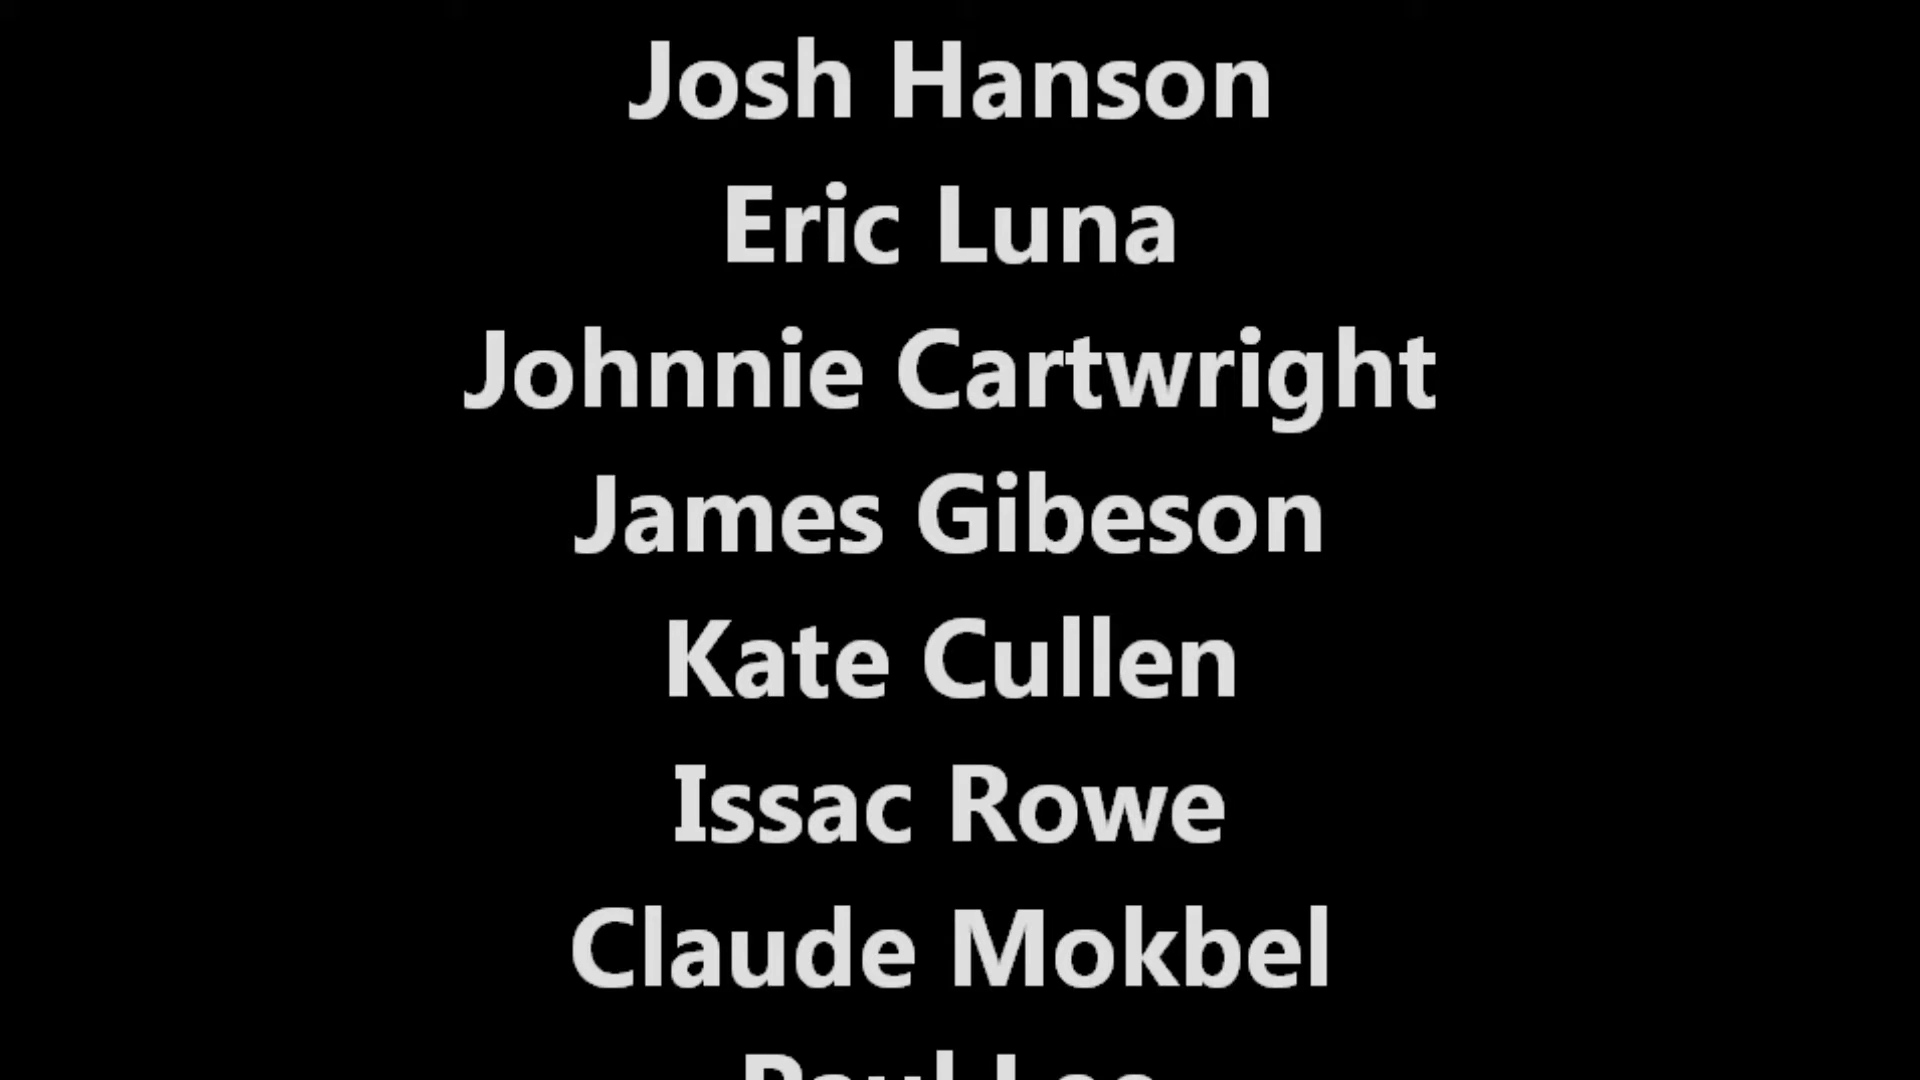 Josh Hanson
Eric Luna
Johnnie Cartwright
James Gibeson
Kate Cullen
Issac Rowe
Claude Mokbel